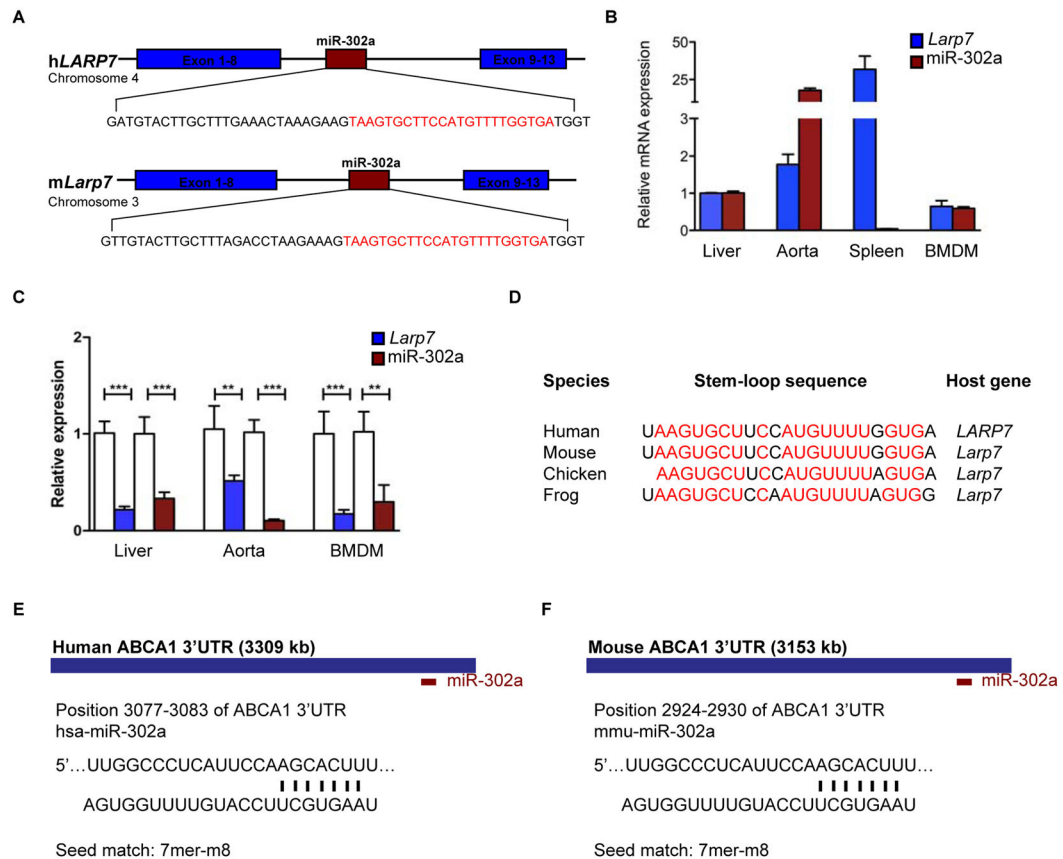 A
hLARP7
Chromosome 4
Exon 1-8
miR-302a
Exon 9-13
GATGTACTTGCTTTGAAACTAAAGAAGTAAGTGCTTCCATGTTTTGGTGATGGT
mLarp7
Chromosome 3
Exon 1-8
miR-302a
Exon 9-13
GTTGTACTTGCTTTAGACCTAAGAAAGTAAGTGCTTCCATGTTTTGGTGATGGT
B
Larp7
miR-302a
Relative mRNA expression
50
25
3
2
1
0
Liver Aorta Spleen BMDM
C
Larp7
miR-302a
Relative expression
2
1
0
*** *** ** *** *** **
Liver Aorta BMDM
D
Species Stem-loop sequence Host gene
Human UAAGUGCUUCCAUGUUUUGGUGA LARP7
Mouse UAAGUGCUUCCAUGUUUUGGUGA Larp7
Chicken AAGUGCUUCCAUGUUUUAGUGA Larp7
Frog UAAGUGCUCCAAUGUUUUAGUGG Larp7
E
Human ABCA1 3’UTR (3309 kb)
miR-302a
Position 3077-3083 of ABCA1 3’UTR
hsa-miR-302a
5’…UUGGCCCUCAUUCCAAGCACUUU…
AGUGGUUUUGUACCUUCGUGAAU
Seed match: 7mer-m8
F
Mouse ABCA1 3’UTR (3153 kb)
miR-302a
Position 2924-2930 of ABCA1 3’UTR
mmu-miR-302a
5’…UUGGCCCUCAUUCCAAGCACUUU…
AGUGGUUUUGUACCUUCGUGAAU
Seed match: 7mer-m8